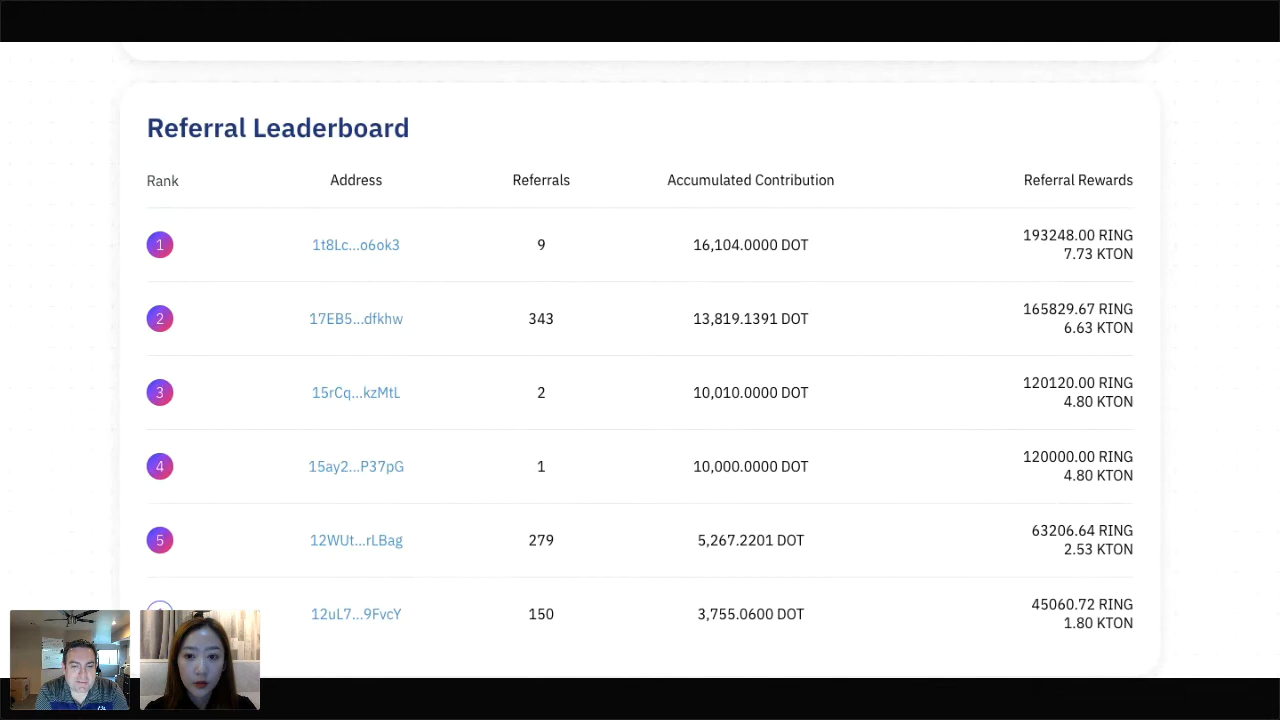 Referral Leaderboard
Rank Address Referrals Accumulated Contribution Referral Rewards
1 1t8Lc...o6ok3 9 16,104.0000 DOT 193248.00 RING
7.73 KTON
2 17EB5...dfkhw 343 13,819.1391 DOT 165829.67 RING
6.63 KTON
3 15rCq...kzMtL 2 10,010.0000 DOT 120120.00 RING
4.80 KTON
4 15ay2...P37pG 1 10,000.0000 DOT 120000.00 RING
4.80 KTON
5 12WUt...rLBag 279 5,267.2201 DOT 63206.64 RING
2.53 KTON
12uL7...9FvcY 150 3,755.0600 DOT 45060.72 RING
1.80 KTON